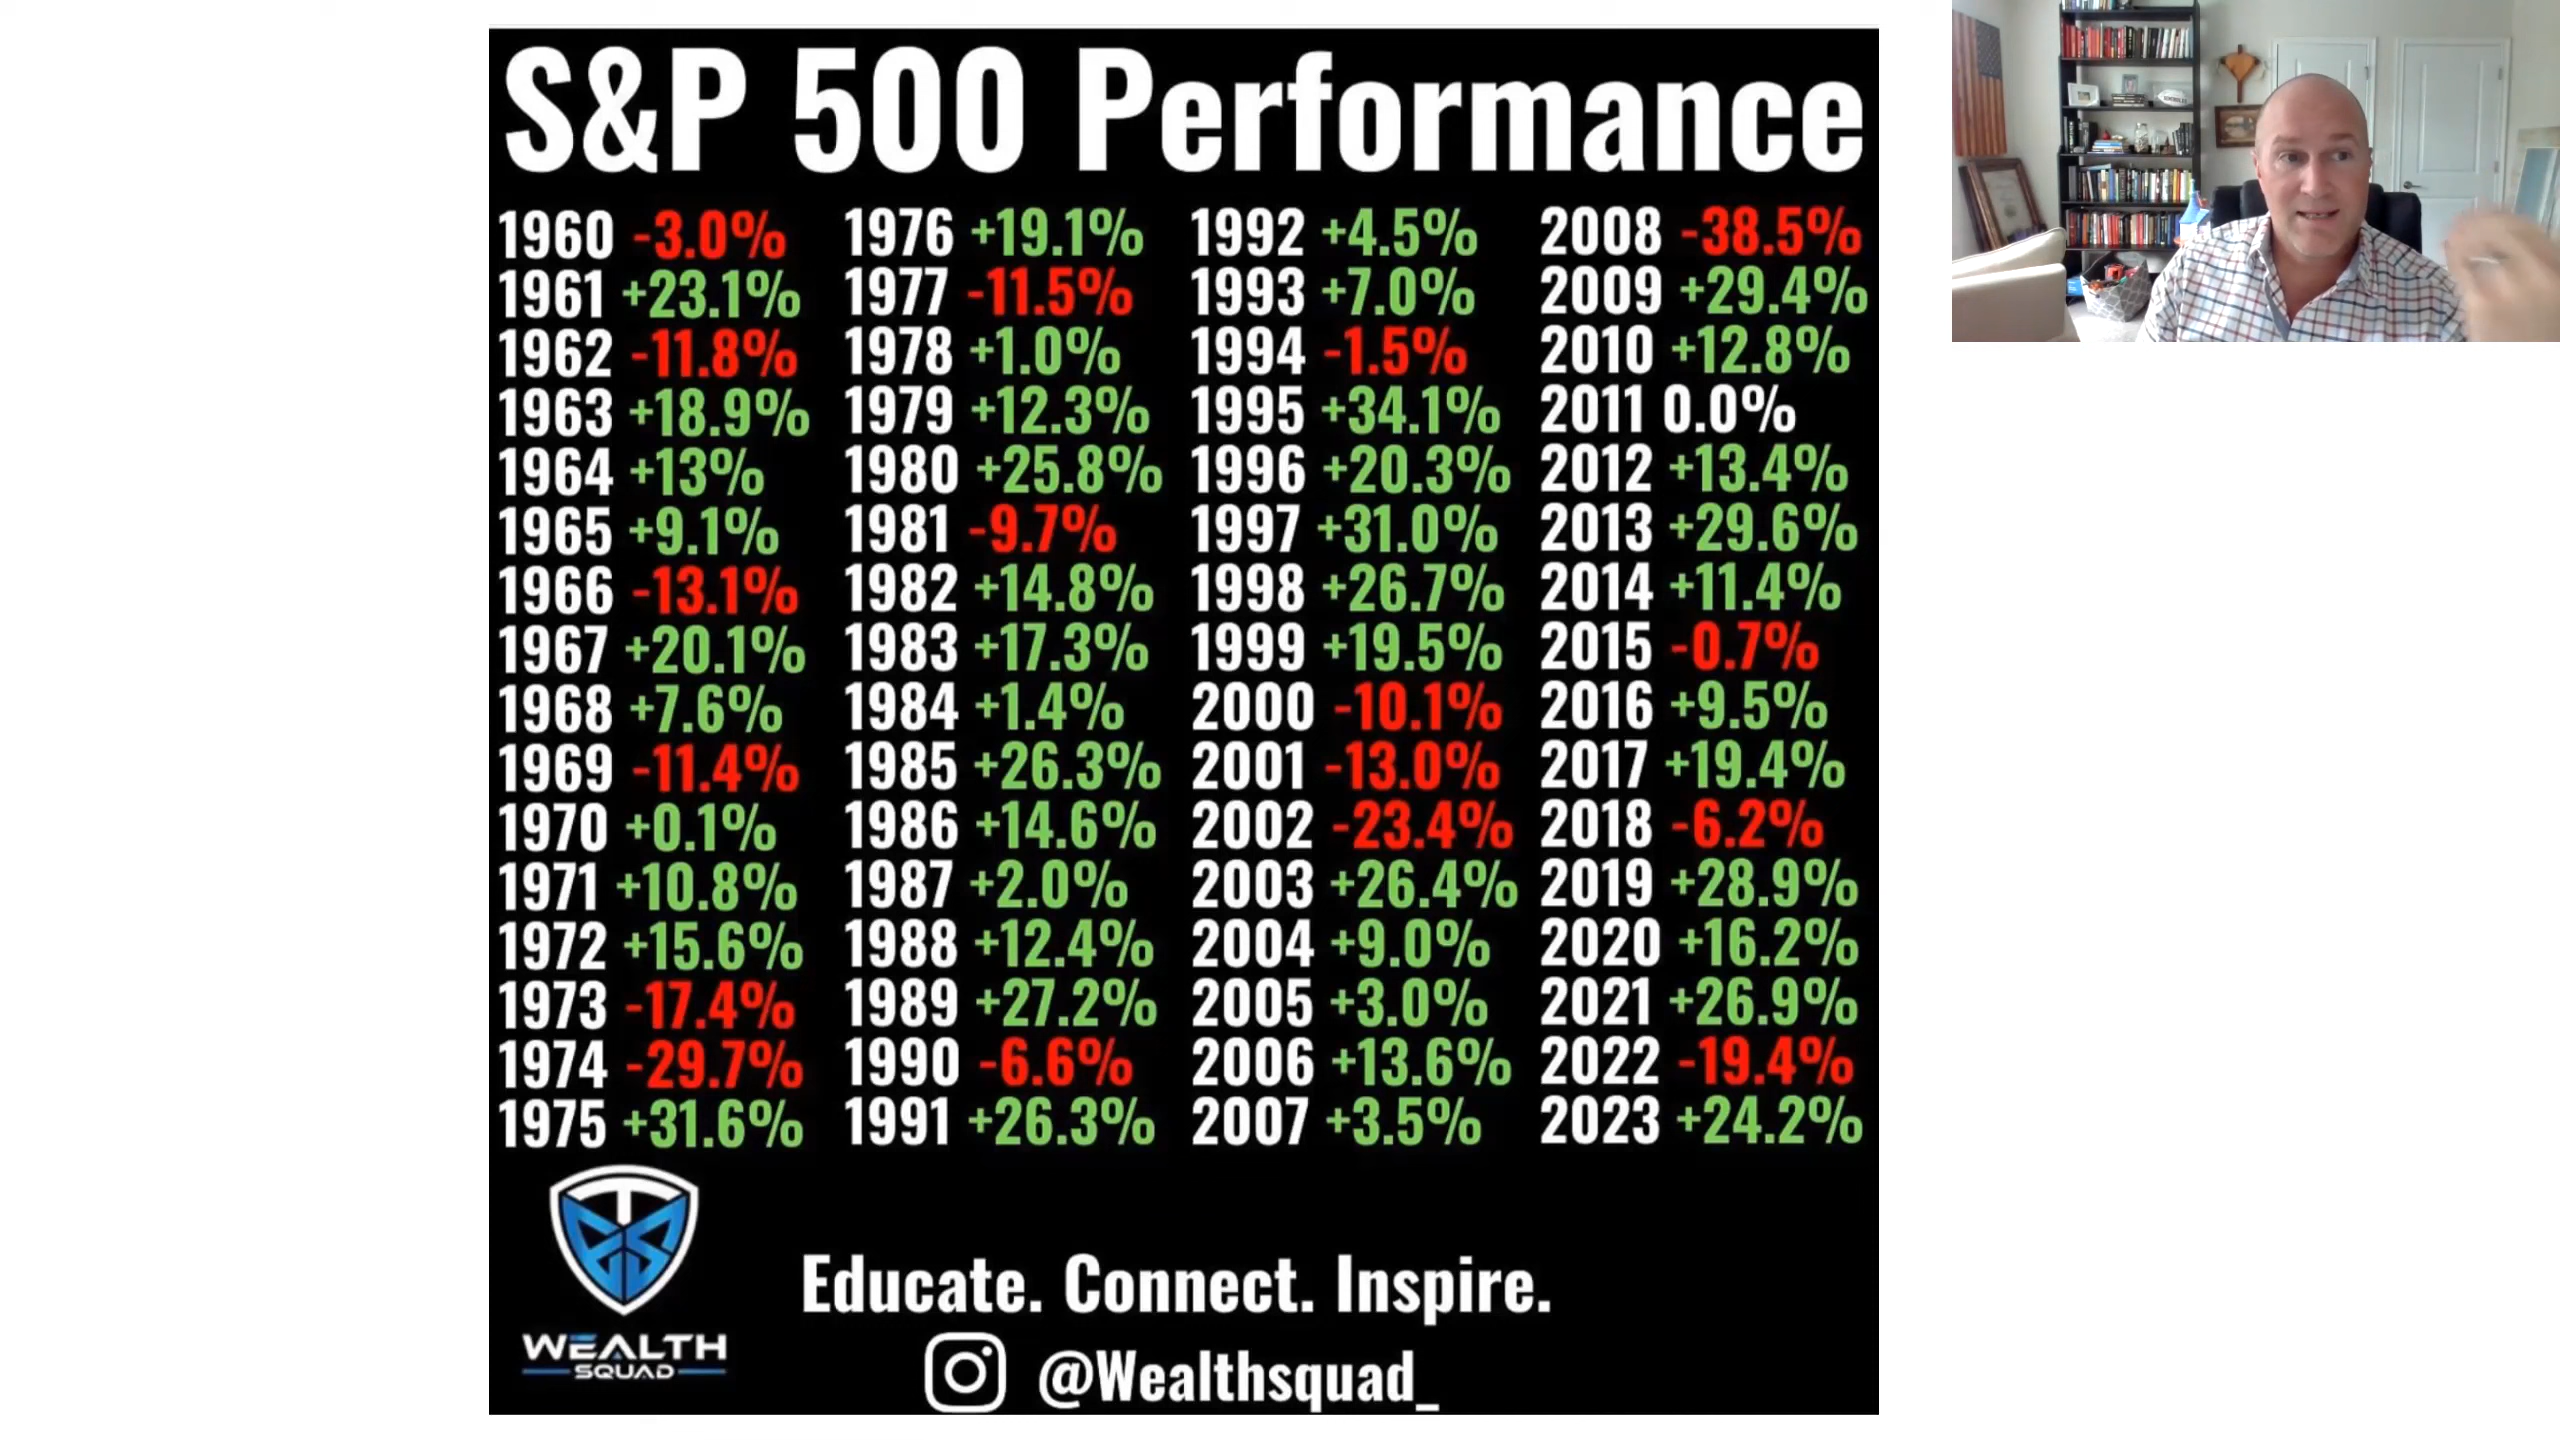 S&P 500 Performance
1960 -3.0% 1976 +19.1% 1992 +4.5% 2008 -38.5%
1961 +23.1% 1977 -11.5% 1993 +7.0% 2009 +29.4%
1962 -11.8% 1978 +1.0% 1994 -1.5% 2010 +12.8%
1963 +18.9% 1979 +12.3% 1995 +34.1% 2011 0.0%
1964 +13% 1980 +25.8% 1996 +20.3% 2012 +13.4%
1965 +9.1% 1981 -9.7% 1997 +31.0% 2013 +29.6%
1966 -13.1% 1982 +14.8% 1998 +26.7% 2014 +11.4%
1967 +20.1% 1983 +17.3% 1999 +19.5% 2015 -0.7%
1968 +7.6% 1984 +1.4% 2000 -10.1% 2016 +9.5%
1969 -11.4% 1985 +26.3% 2001 -13.0% 2017 +19.4%
1970 +0.1% 1986 +14.6% 2002 -23.4% 2018 -6.2%
1971 +10.8% 1987 +2.0% 2003 +26.4% 2019 +28.9%
1972 +15.6% 1988 +12.4% 2004 +9.0% 2020 +16.2%
1973 -17.4% 1989 +27.2% 2005 +3.0% 2021 +26.9%
1974 -29.7% 1990 -6.6% 2006 +13.6% 2022 -19.4%
1975 +31.6% 1991 +26.3% 2007 +3.5% 2023 +24.2%
Educate. Connect. Inspire.
WEALTH
SQUAD
@Wealthsquad_